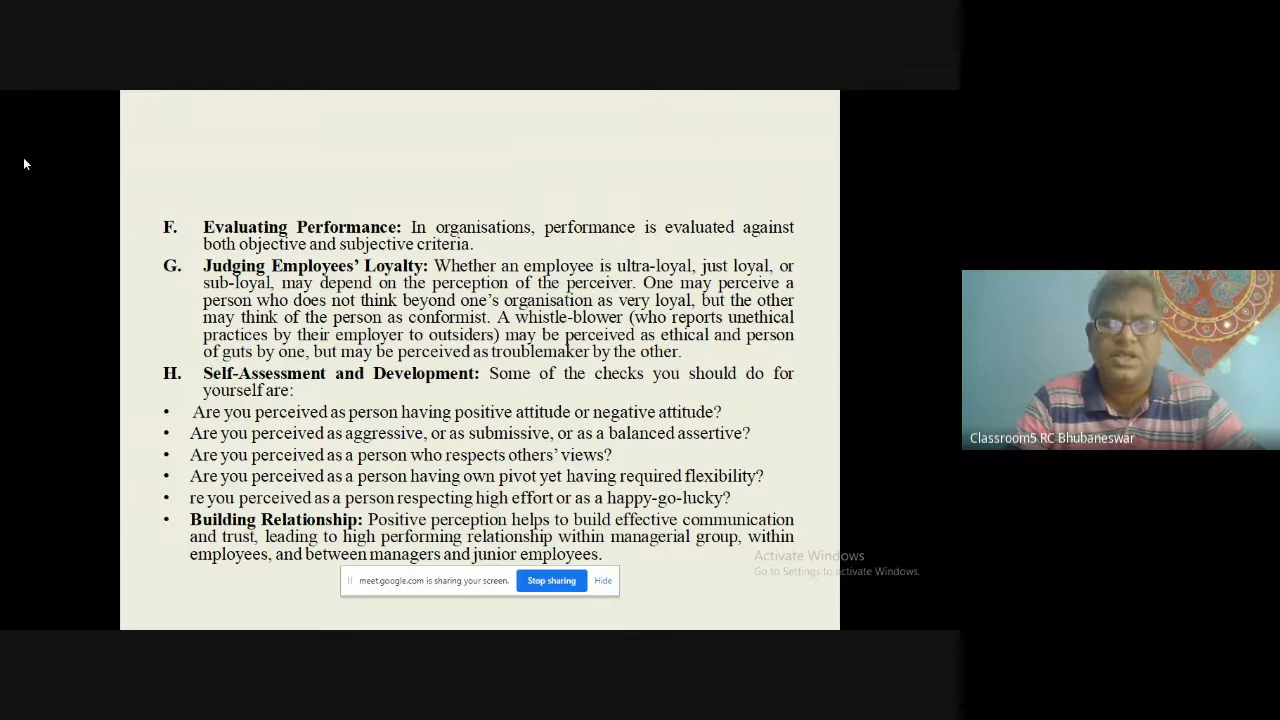 F. Evaluating Performance: In organisations, performance is evaluated against
both objective and subjective criteria.
G. Judging Employees’ Loyalty: Whether an employee is ultra-loyal, just loyal, or
sub-loyal, may depend on the perception of the perceiver. One may perceive a
person who does not think beyond one’s organisation as very loyal, but the other
may think of the person as conformist. A whistle-blower (who reports unethical
practices by their employer to outsiders) may be perceived as ethical and person
of guts by one, but may be perceived as troublemaker by the other.
H. Self-Assessment and Development: Some of the checks you should do for
yourself are:
• Are you perceived as person having positive attitude or negative attitude?
• Are you perceived as aggressive, or as submissive, or as a balanced assertive?
• Are you perceived as a person who respects others’ views?
• Are you perceived as a person having own pivot yet having required flexibility?
• re you perceived as a person respecting high effort or as a happy-go-lucky?
• Building Relationship: Positive perception helps to build effective communication
and trust, leading to high performing relationship within managerial group, within
employees, and between managers and junior employees.
meet.google.com is sharing your screen. Stop sharing Hide
Activate Windows
Go to Settings to activate Windows.
Classroom5 RC Bhubaneswar